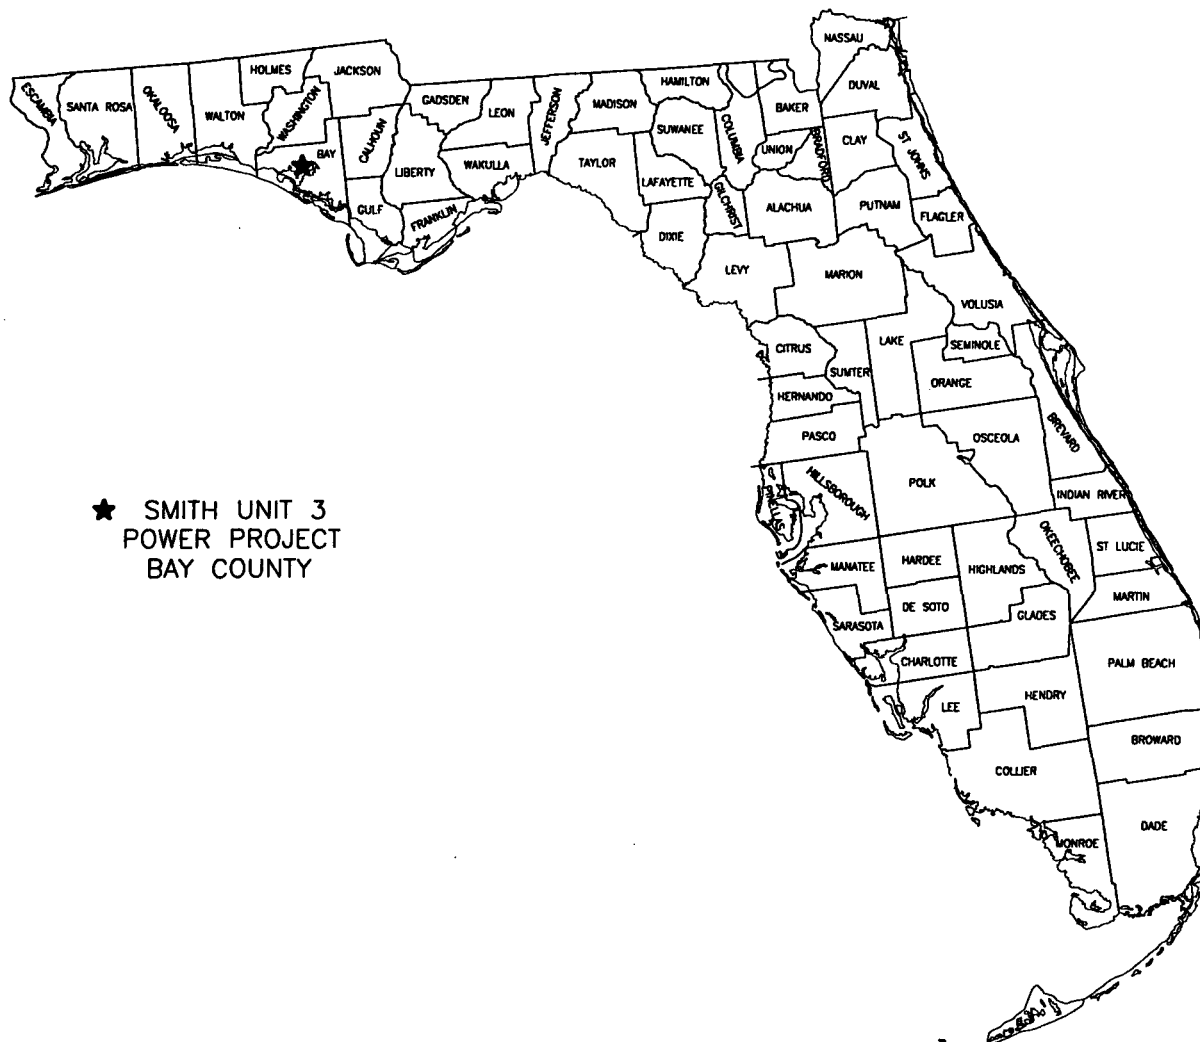 NASSAU
HOLMES
JACKSON
ESCAMBIA
SANTA ROSA
OKALOOSA
WALTON
WASHINGTON
BAY
CALHOUN
GADSDEN
LEON
JEFFERSON
MADISON
HAMILTON
SUWANEE
COLUMBIA
BAKER
DUVAL
UNION
BRADFORD
CLAY
ST JOHNS
GULF
LIBERTY
WAKULLA
FRANKLIN
TAYLOR
LAFAYETTE
GILCHRIST
ALACHUA
PUTNAM
FLAGLER
DIXIE
LEVY
MARION
VOLUSIA
CITRUS
SUMTER
LAKE
SEMINOLE
ORANGE
HERNANDO
PASCO
OSCEOLA
BREVARD
HILLSBOROUGH
POLK
INDIAN RIVER
PINELLAS
★ SMITH UNIT 3
POWER PROJECT
BAY COUNTY
MANATEE
HARDEE
HIGHLANDS
OKEECHOBEE
ST LUCIE
MARTIN
SARASOTA
DE SOTO
GLADES
CHARLOTTE
PALM BEACH
LEE
HENDRY
BROWARD
COLLIER
MONROE
DADE